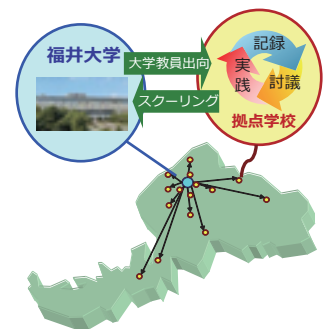 福井大学
大学教員出向
スクーリング
記録
実践
討議
拠点学校